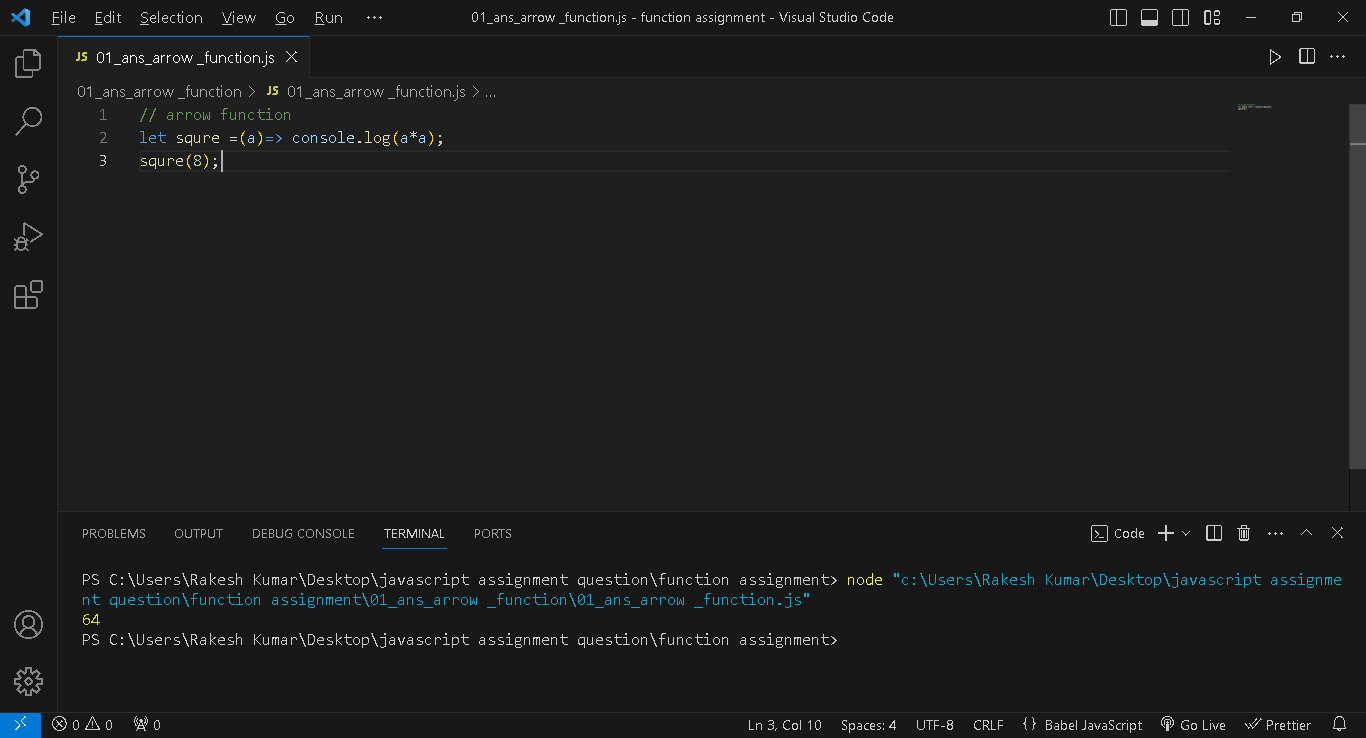 File Edit Selection View Go Run ··· 01_ans_arrow _function.js - function assignment - Visual Studio Code
JS 01_ans_arrow _function.js
01_ans_arrow _function > JS 01_ans_arrow _function.js > ...
1 // arrow function
2 let squre =(a)=> console.log(a*a);
3 squre(8);
PROBLEMS OUTPUT DEBUG CONSOLE TERMINAL PORTS Code
PS C:\Users\Rakesh Kumar\Desktop\javascript assignment question\function assignment> node "c:\Users\Rakesh Kumar\Desktop\javascript assignme
nt question\function assignment\01_ans_arrow _function\01_ans_arrow _function.js"
64
PS C:\Users\Rakesh Kumar\Desktop\javascript assignment question\function assignment>
0 0 0 Ln 3, Col 10 Spaces: 4 UTF-8 CRLF {} Babel JavaScript Go Live Prettier